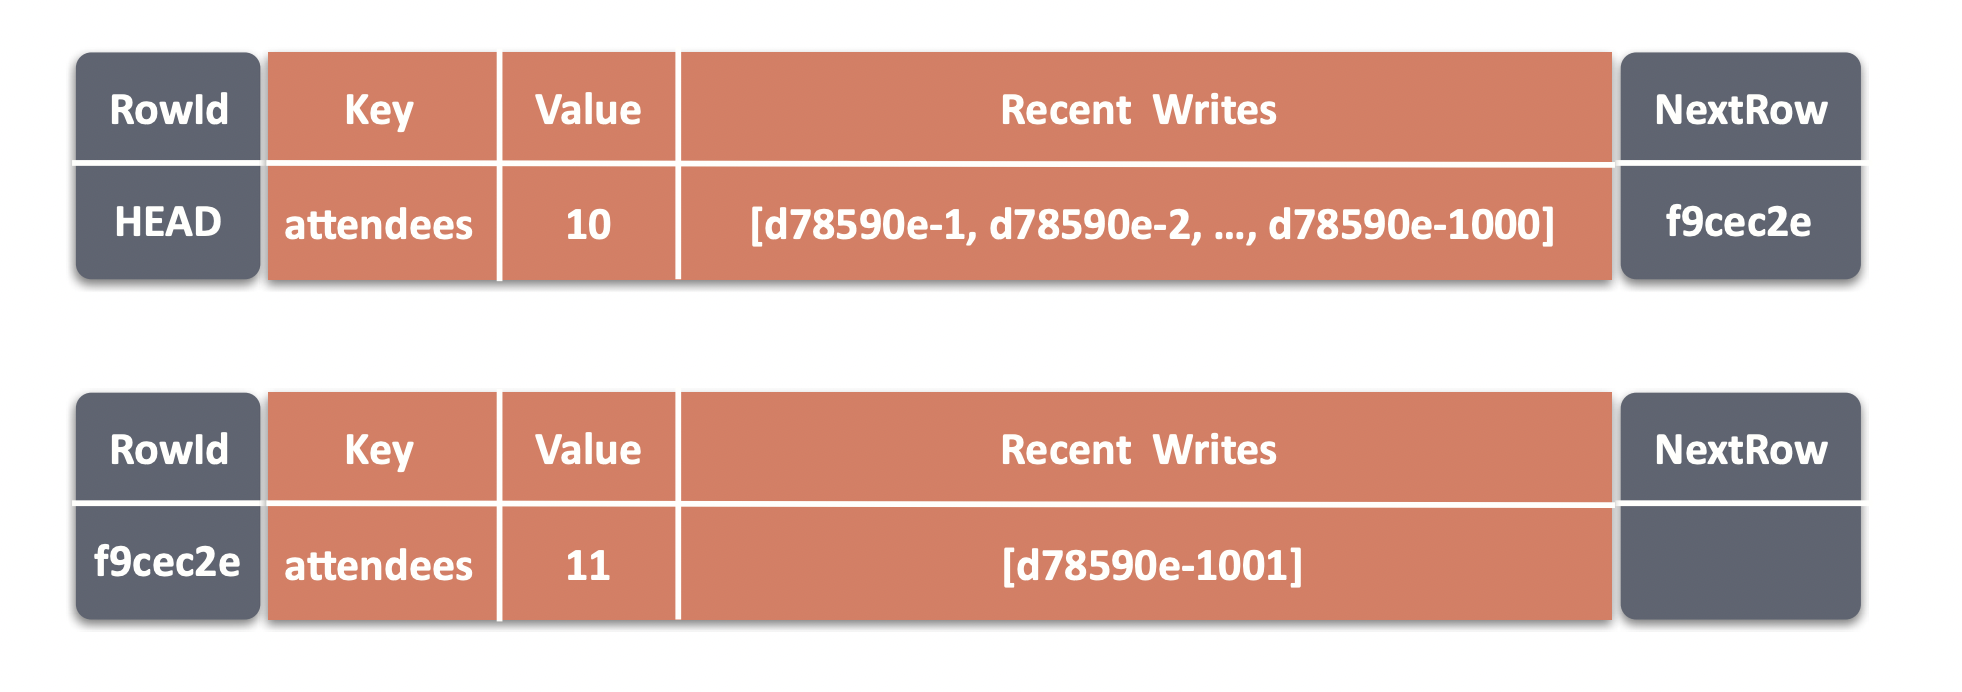 RowId Key Value Recent Writes NextRow
HEAD attendees 10 [d78590e-1, d78590e-2, ..., d78590e-1000] f9cec2e
RowId Key Value Recent Writes NextRow
f9cec2e attendees 11 [d78590e-1001]